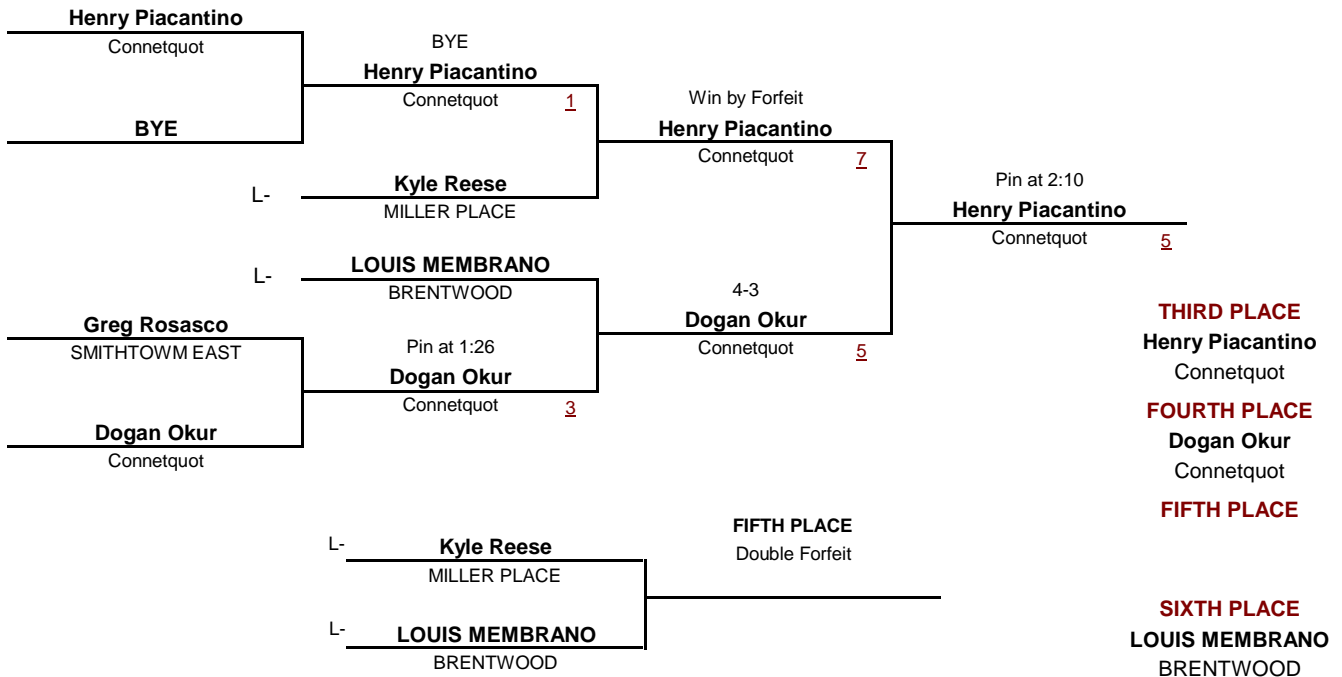 Henry Piacantino
Connetquot
BYE
BYE
Henry Piacantino
Connetquot 1
Win by Forfeit
Henry Piacantino
Connetquot 7
L- Kyle Reese
MILLER PLACE
Pin at 2:10
Henry Piacantino
Connetquot 5
L- LOUIS MEMBRANO
BRENTWOOD
4-3
Dogan Okur
Connetquot 5
Greg Rosasco
SMITHTOWM EAST
Pin at 1:26
Dogan Okur
Connetquot 3
Dogan Okur
Connetquot
THIRD PLACE
Henry Piacantino
Connetquot
FOURTH PLACE
Dogan Okur
Connetquot
FIFTH PLACE
L- Kyle Reese
MILLER PLACE
FIFTH PLACE
Double Forfeit
L- LOUIS MEMBRANO
BRENTWOOD
SIXTH PLACE
LOUIS MEMBRANO
BRENTWOOD